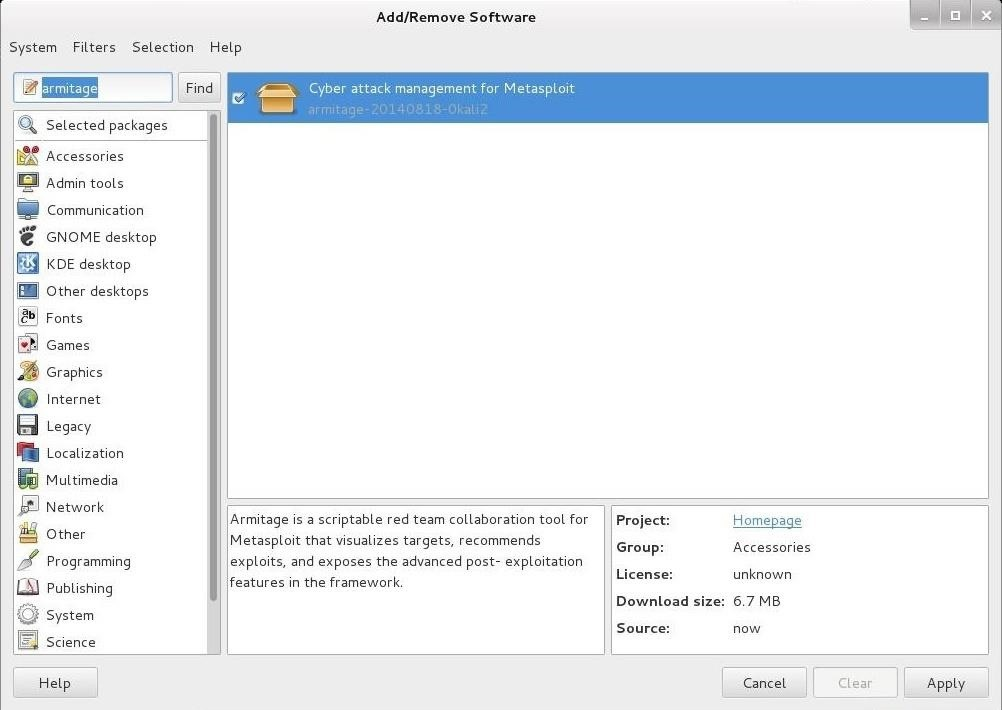 Add/Remove Software
System Filters Selection Help
armitage Find
Selected packages
Accessories
Admin tools
Communication
GNOME desktop
KDE desktop
Other desktops
Fonts
Games
Graphics
Internet
Legacy
Localization
Multimedia
Network
Other
Programming
Publishing
System
Science
Cyber attack management for Metasploit
armitage-20140818-0kali2
Armitage is a scriptable red team collaboration tool for
Metasploit that visualizes targets, recommends
exploits, and exposes the advanced post- exploitation
features in the framework.
Project: Homepage
Group: Accessories
License: unknown
Download size: 6.7 MB
Source: now
Help Cancel Clear Apply